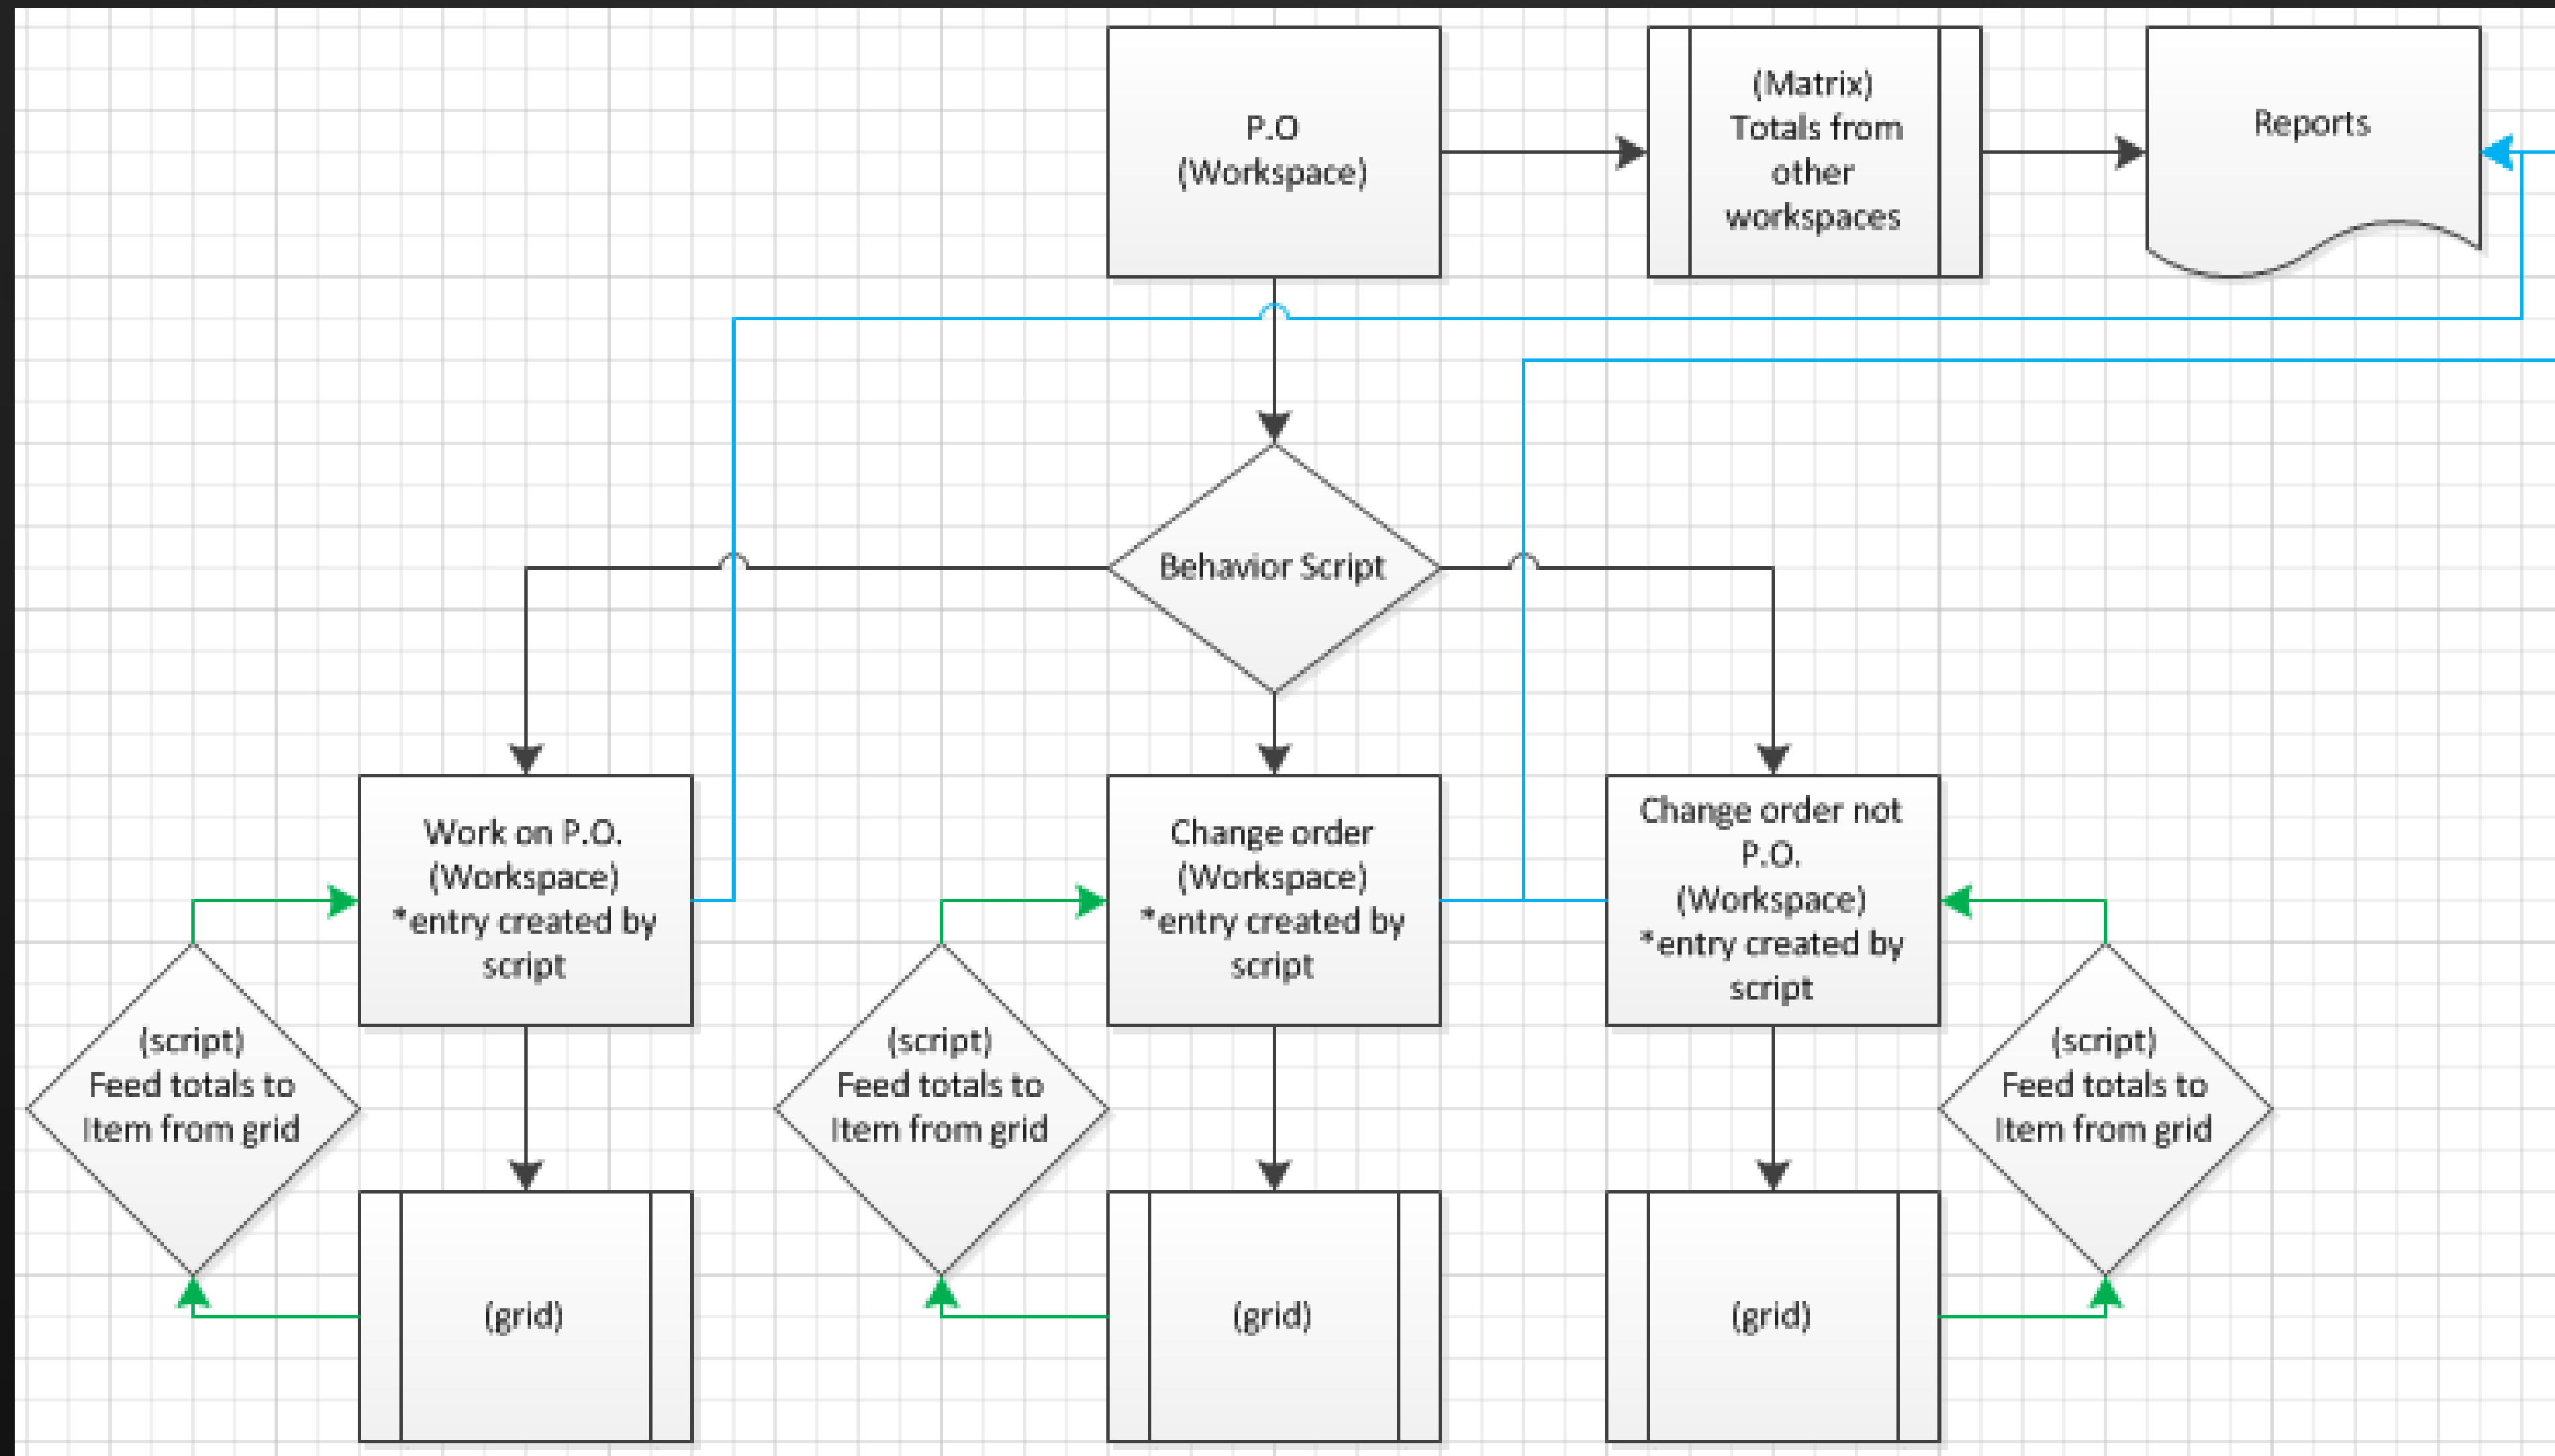 P.O
(Workspace)
(Matrix)
Totals from
other
workspaces
Reports
Behavior Script
Work on P.O.
(Workspace)
*entry created by
script
Change order
(Workspace)
*entry created by
script
Change order not
P.O.
(Workspace)
*entry created by
script
(script)
Feed totals to
Item from grid
(script)
Feed totals to
Item from grid
(script)
Feed totals to
Item from grid
(grid)
(grid)
(grid)